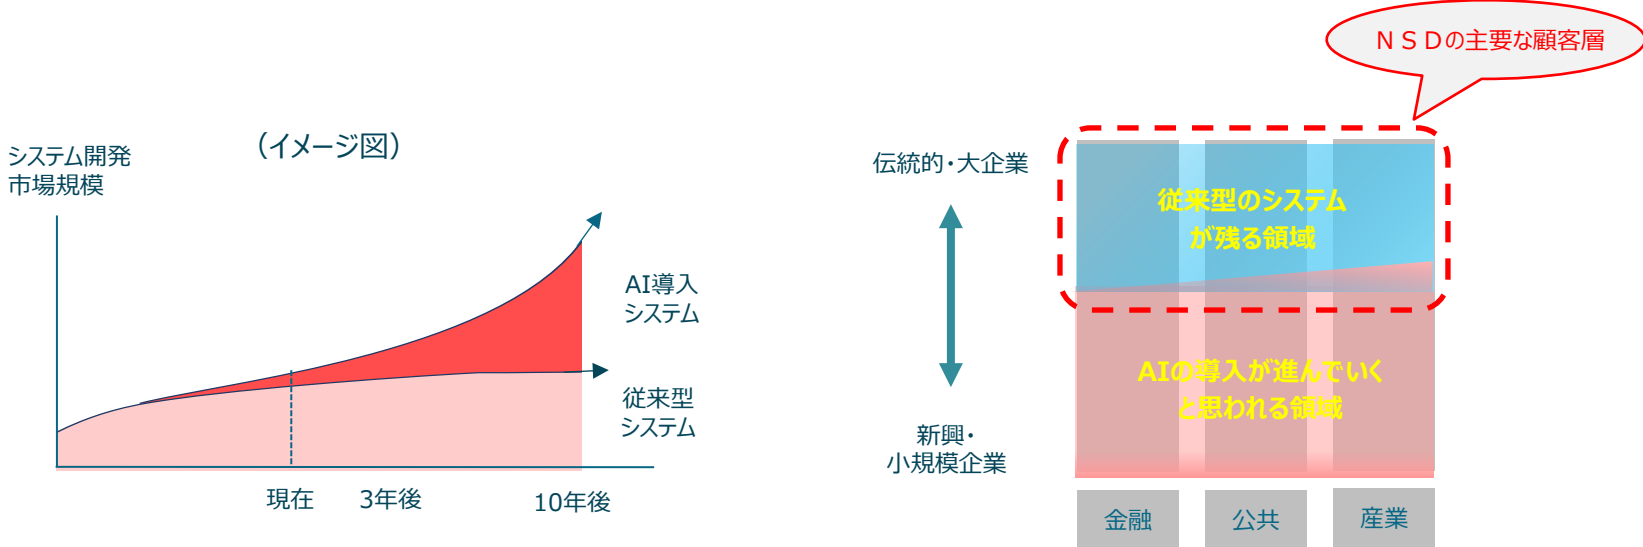 システム開発
市場規模
（イメージ図）
AI導入
システム
従来型
システム
現在
3年後
10年後
ＮＳＤの主要な顧客層
伝統的・大企業
新興・
小規模企業
従来型のシステム
が残る領域
AIの導入が進んでいく
と思われる領域
金融
公共
産業